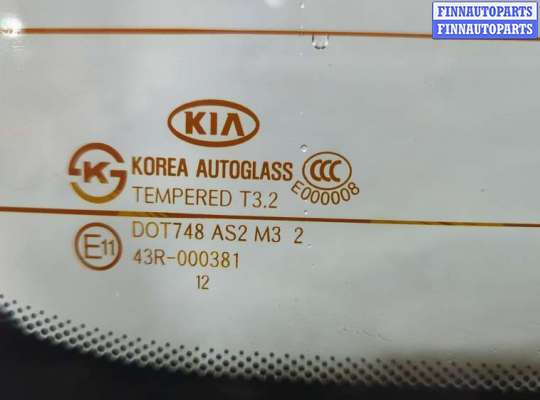 FINNAUTOPARTS
FINNAUTOPARTS
KIA
K
KOREA AUTOGLASS
CCC
E000008
TEMPERED T3.2
E11
DOT748 AS2 M3 2
43R-000381
12